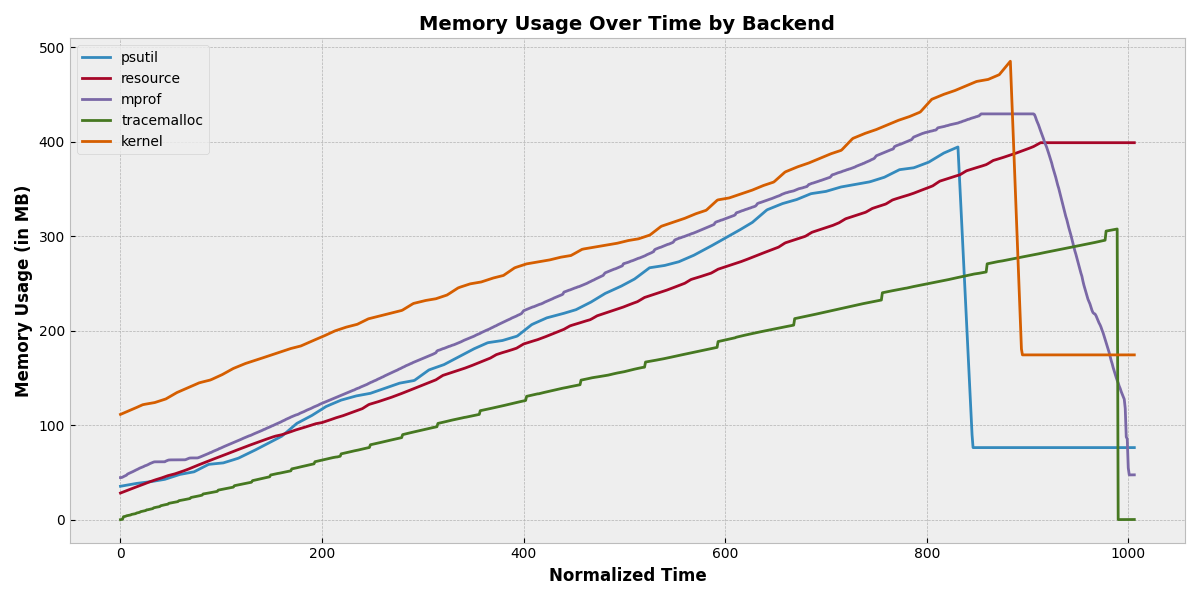 Memory Usage Over Time by Backend
Memory Usage (in MB)
500
400
300
200
100
0
psutil
resource
mprof
tracemalloc
kernel
0 200 400 600 800 1000
Normalized Time